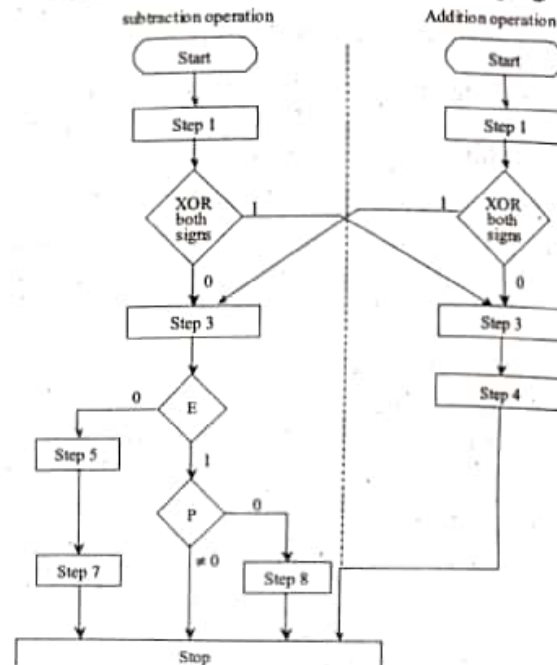 subtraction operation
Addition operation
Start
Start
Step 1
Step 1
XOR
both
signs
1
1
XOR
both
signs
0
0
Step 3
Step 3
0
E
Step 4
Step 5
1
P
0
≠ 0
Step 7
Step 8
Stop